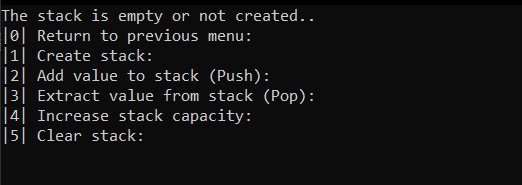 The stack is empty or not created..
|0| Return to previous menu:
|1| Create stack:
|2| Add value to stack (Push):
|3| Extract value from stack (Pop):
|4| Increase stack capacity:
|5| Clear stack: